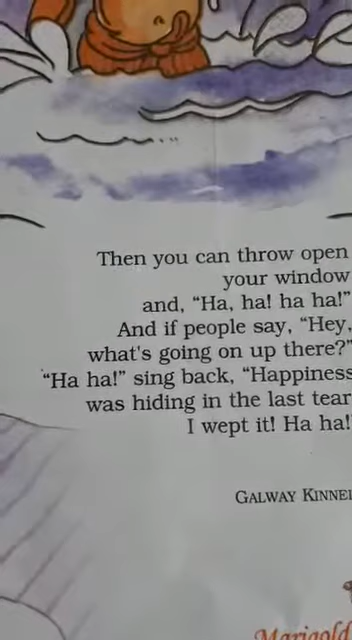 Then you can throw open
your window
and, “Ha, ha! ha ha!”
And if people say, “Hey,
what's going on up there?”
“Ha ha!” sing back, “Happiness
was hiding in the last tear
I wept it! Ha ha!
GALWAY KINNEL
Marigold